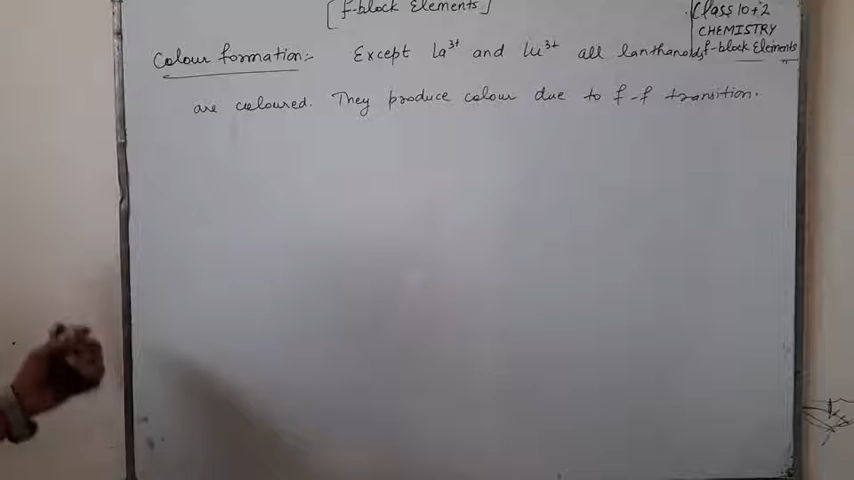 [f-block Elements]
Class 10+2
CHEMISTRY
f-block Elements
Colour formation:- Except La³⁺ and Lu³⁺ all lanthanoids
are coloured. They produce colour due to f-f transition.